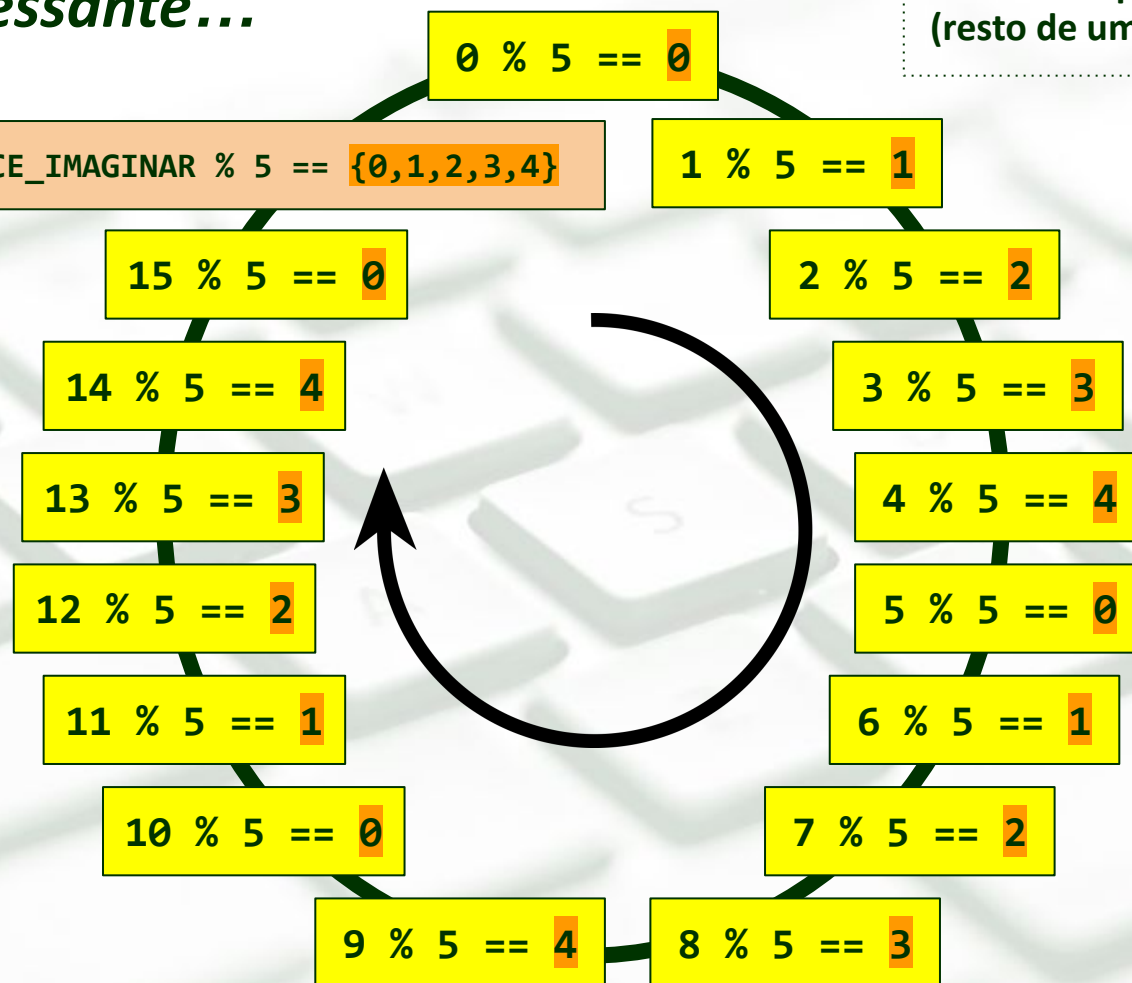 essante...
(resto de um
0 % 5 == 0
CE_IMAGINAR % 5 == {0,1,2,3,4}
1 % 5 == 1
15 % 5 == 0
2 % 5 == 2
14 % 5 == 4
3 % 5 == 3
13 % 5 == 3
4 % 5 == 4
S
12 % 5 == 2
5 % 5 == 0
11 % 5 == 1
6 % 5 == 1
10 % 5 == 0
7 % 5 == 2
9 % 5 == 4
8 % 5 == 3